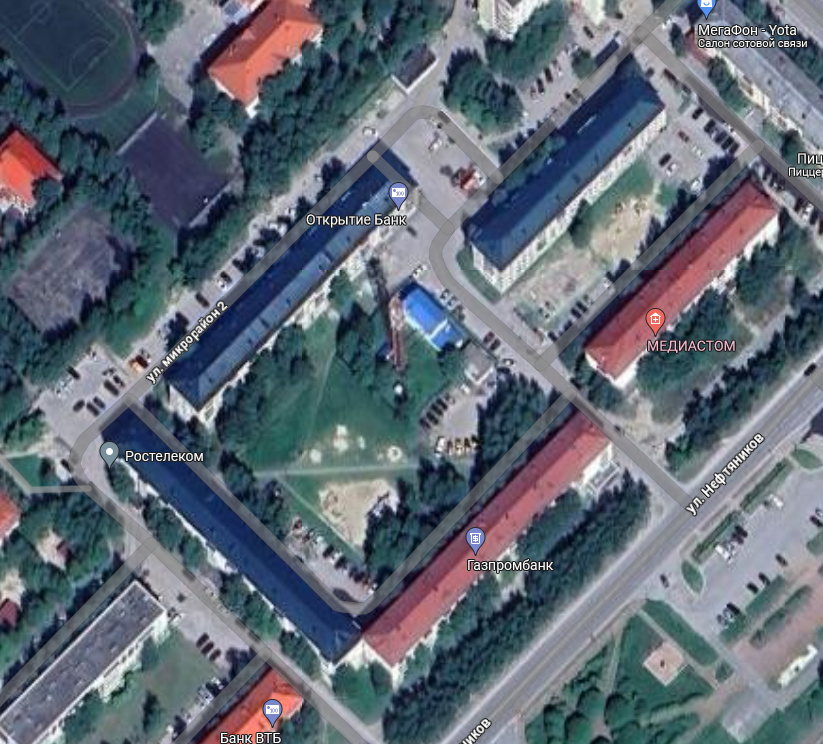 МегаФон - Yota
Салон сотовой связи
Пиц
Пиццер
Открытие Банк
МЕДИАСТОМ
ул. микрорайон 2
Ростелеком
ул. Нефтяников
Газпромбанк
Банк ВТБ
ников